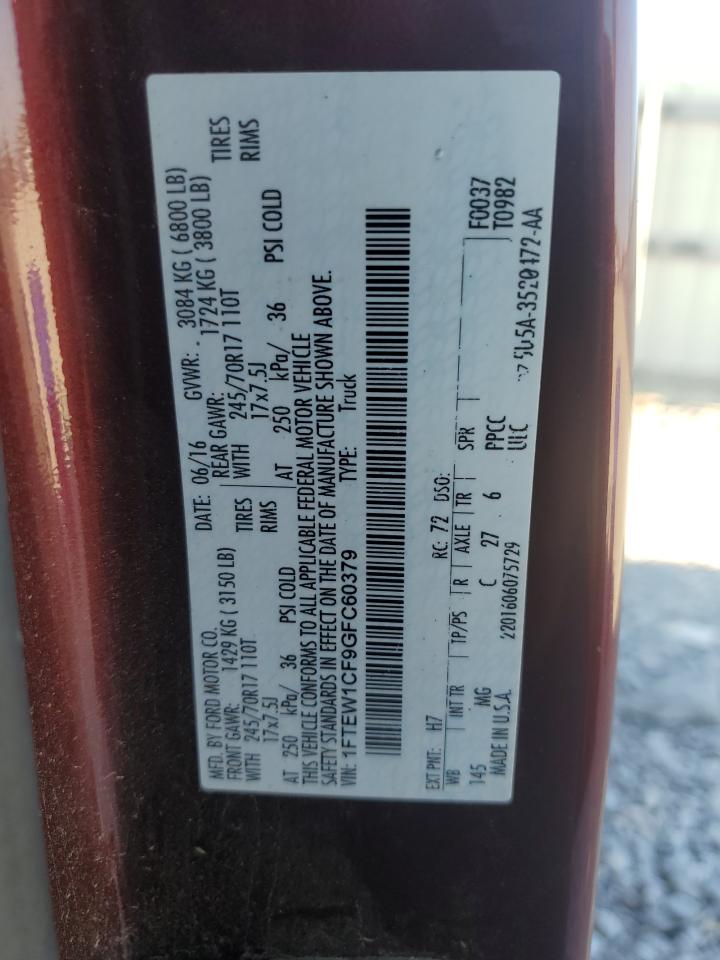 MFD. BY FORD MOTOR CO. DATE: 06/16 GVWR: 3084 KG ( 6800 LB)
FRONT GAWR: 1429 KG ( 3150 LB) REAR GAWR: 1724 KG ( 3800 LB)
WITH 245/70R17 110T TIRES WITH 245/70R17 110T TIRES
17x7.5J RIMS 17x7.5J RIMS
AT 250 kPa/ 36 PSI COLD AT 250 kPa/ 36 PSI COLD
THIS VEHICLE CONFORMS TO ALL APPLICABLE FEDERAL MOTOR VEHICLE
SAFETY STANDARDS IN EFFECT ON THE DATE OF MANUFACTURE SHOWN ABOVE.
VIN: 1FTEW1CF9GFC60379 TYPE: Truck
EXT PNT: H7 RC: 72 DSO: F0037
WB INT TR TP/PS R AXLE TR SPR T0982
145 MG C 27 6 PPCC
MADE IN U.S.A. 2201606075729 UIC 5U5A-3520172-AA